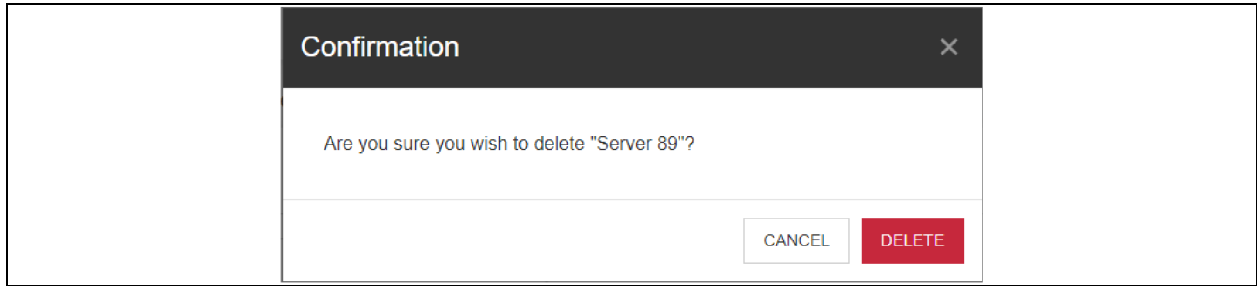 Confirmation
Are you sure you wish to delete "Server 89"?
CANCEL DELETE